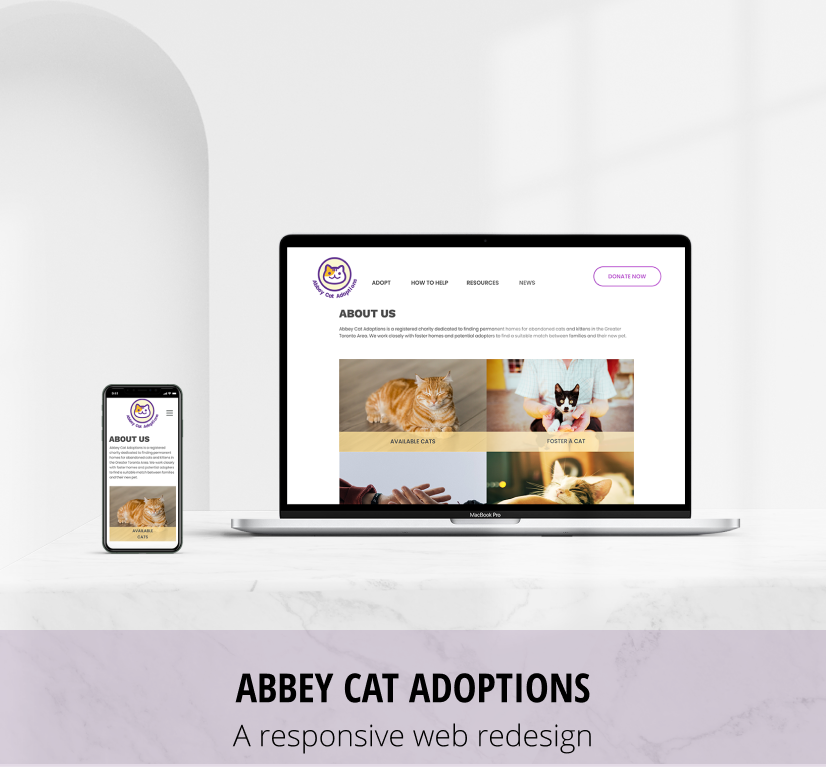 Abbey Cat Adoptions
ADOPT HOW TO HELP RESOURCES NEWS
DONATE NOW
ABOUT US
Abbey Cat Adoptions is a registered charity dedicated to finding permanent homes for abandoned cats and kittens in the Greater
Toronto Area. We work closely with foster homes and potential adopters to find a suitable match between families and their new pet.
AVAILABLE CATS
FOSTER A CAT
MacBook Pro
Abbey Cat Adoptions
ABOUT US
Abbey Cat Adoptions is a registered
charity dedicated to finding permanent
homes for abandoned cats and kittens in
the Greater Toronto Area. We work closely
with foster homes and potential adopters
to find a suitable match between families
and their new pet.
AVAILABLE
CATS
ABBEY CAT ADOPTIONS
A responsive web redesign